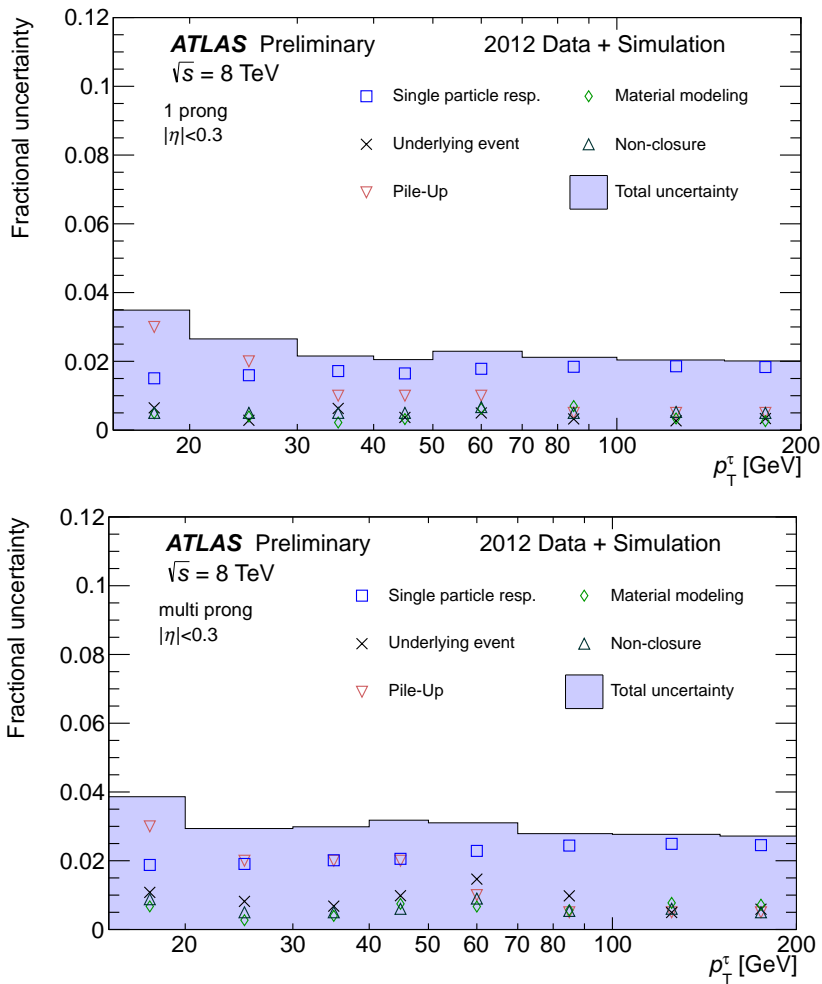 0.12
ATLAS Preliminary 2012 Data + Simulation
√s = 8 TeV
1 prong
|η|<0.3
Single particle resp.
Material modeling
Underlying event
Non-closure
Pile-Up
Total uncertainty
Fractional uncertainty
0.1
0.08
0.06
0.04
0.02
0
20 30 40 50 60 70 100 200
p_T^τ [GeV]
0.12
ATLAS Preliminary 2012 Data + Simulation
√s = 8 TeV
multi prong
|η|<0.3
Single particle resp.
Material modeling
Underlying event
Non-closure
Pile-Up
Total uncertainty
Fractional uncertainty
0.1
0.08
0.06
0.04
0.02
0
20 30 40 50 60 70 100 200
p_T^τ [GeV]